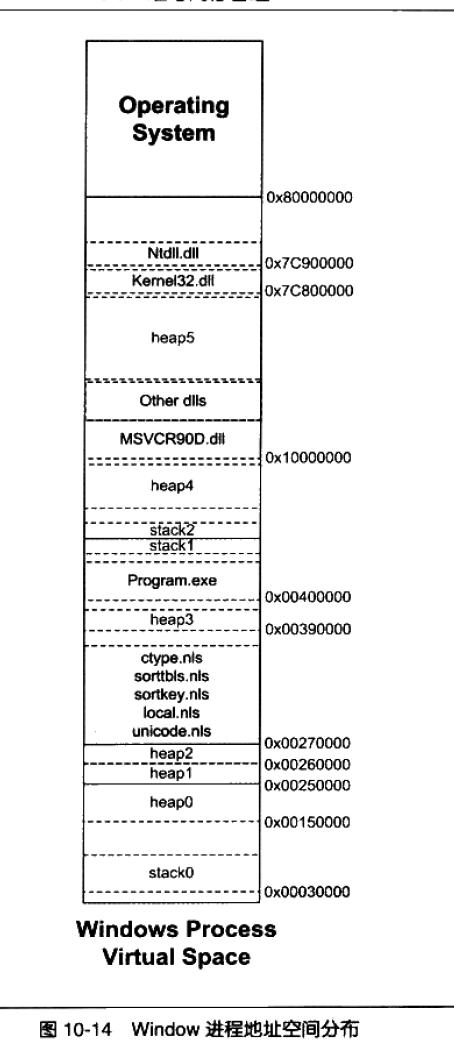 Operating
System
0x80000000
Ntdll.dll
0x7C900000
Kernel32.dll
0x7C800000
heap5
Other dlls
MSVCR90D.dll
0x10000000
heap4
stack2
stack1
Program.exe
0x00400000
heap3
0x00390000
ctype.nls
sorttbls.nls
sortkey.nls
local.nls
unicode.nls
0x00270000
heap2
0x00260000
heap1
0x00250000
heap0
0x00150000
stack0
0x00030000
Windows Process
Virtual Space
图 10-14 Window 进程地址空间分布